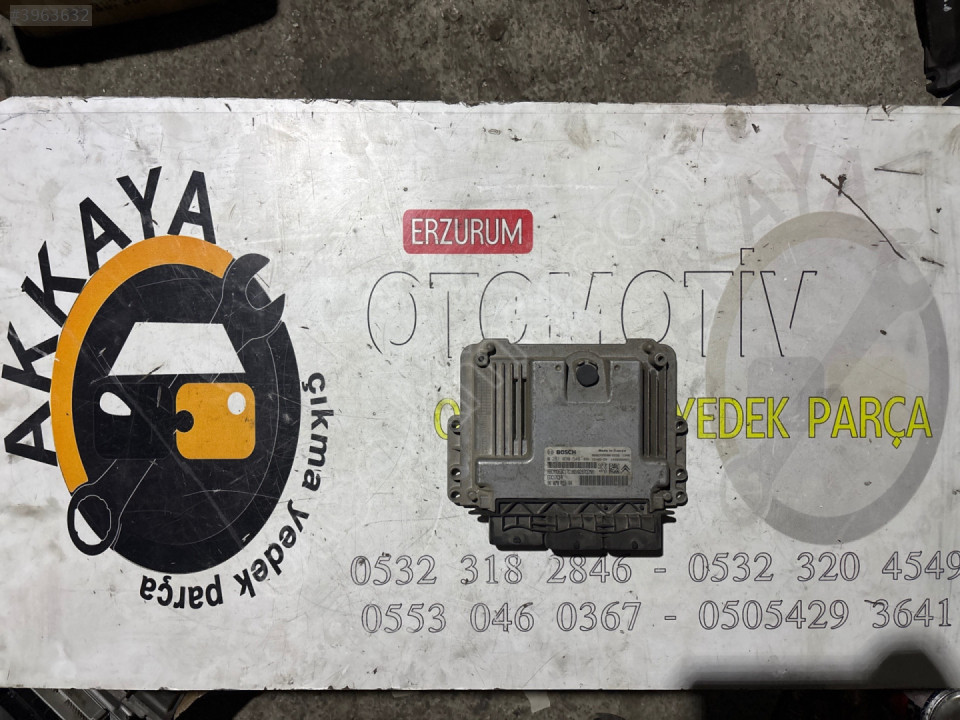 #3963632
AKKAYA
ERZURUM
OTOMOTİV
YEDEK PARÇA
çıkma yedek parça
BOSCH
0532 318 2846 - 0532 320 4549
0553 046 0367 - 0505429 3641